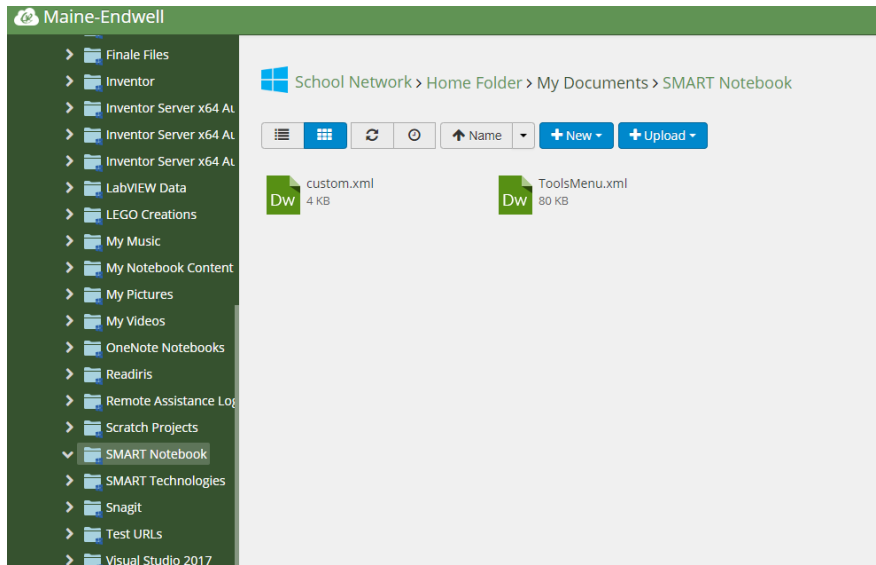 Maine-Endwell
Finale Files
Inventor
Inventor Server x64 Au
Inventor Server x64 Au
Inventor Server x64 Au
LabVIEW Data
LEGO Creations
My Music
My Notebook Content
My Pictures
My Videos
OneNote Notebooks
Readiris
Remote Assistance Log
Scratch Projects
SMART Notebook
SMART Technologies
Snagit
Test URLs
Visual Studio 2017
School Network > Home Folder > My Documents > SMART Notebook
Name
New
Upload
Dw custom.xml
4 KB
Dw ToolsMenu.xml
80 KB